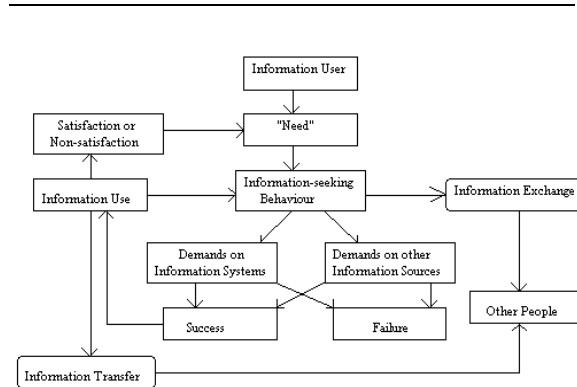 Information User
Satisfaction or
Non-satisfaction
"Need"
Information Use
Information-seeking
Behaviour
Information Exchange
Demands on
Information Systems
Demands on other
Information Sources
Success
Failure
Other People
Information Transfer